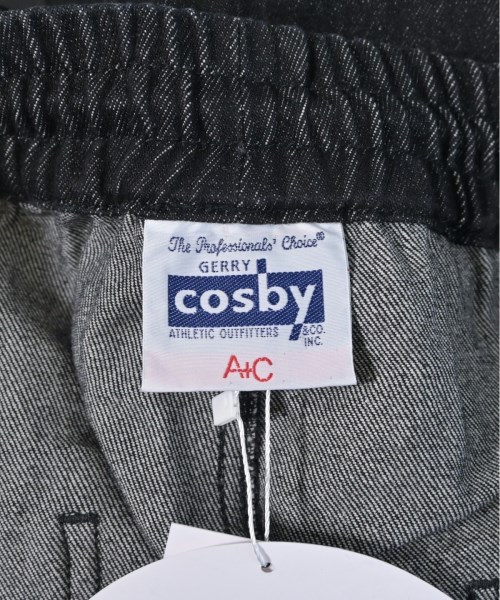 The Professionals' Choice®
GERRY
cosby
ATHLETIC OUTFITTERS &CO. INC.
A+C